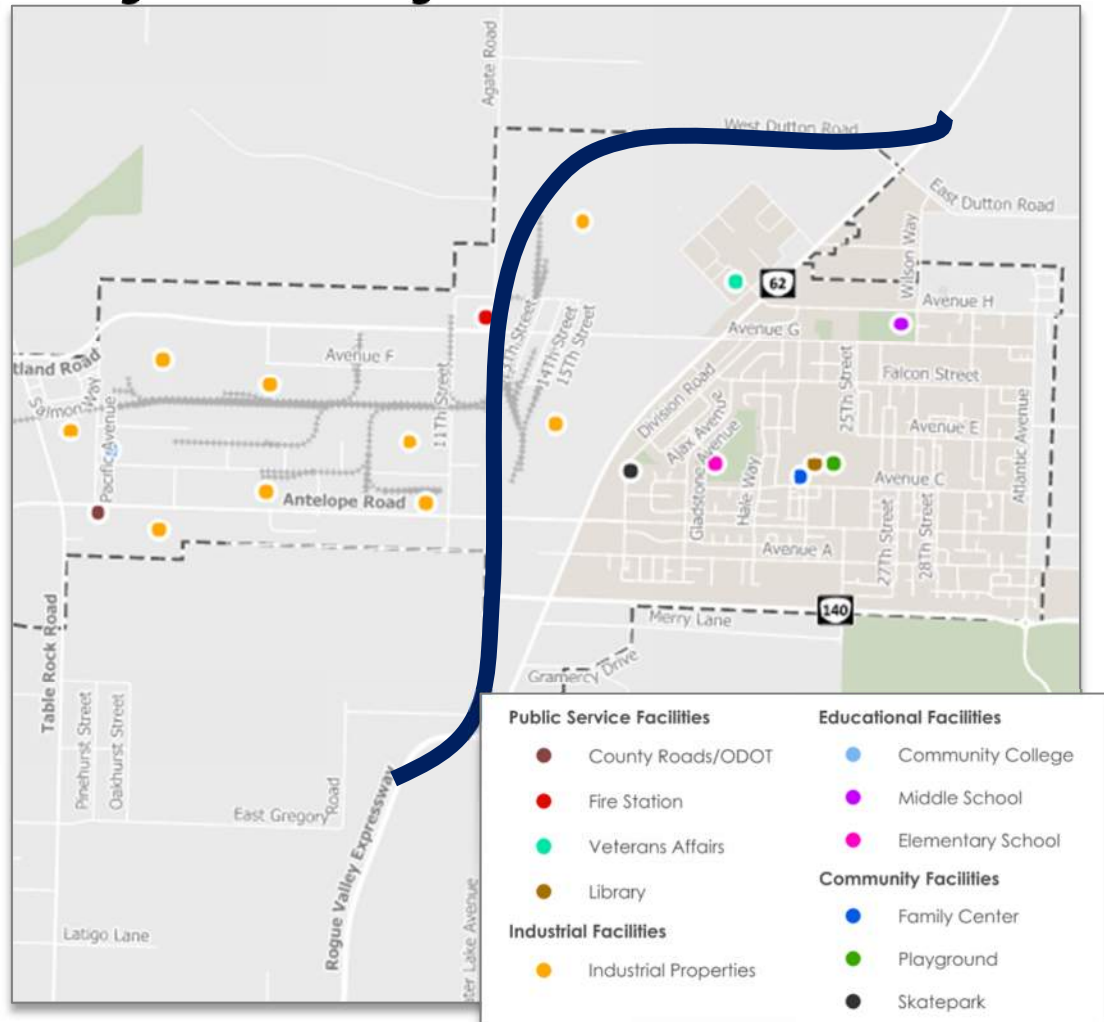 Agate Road
West Dutton Road
East Dutton Road
Wilson Way
62
Avenue H
Avenue G
Avenue F
13Th Street
14Th Street
15Th Street
Division Road
25Th Street
Falcon Street
Salmon Way
Pacific Avenue
11Th Street
Ajax Avenue
Gladstone Avenue
Hale Way
Avenue E
Atlantic Avenue
Avenue C
Antelope Road
27Th Street
28Th Street
Avenue A
140
Merry Lane
Table Rock Road
Gramercy Drive
Pinehurst Street
Oakhurst Street
East Gregory Road
Rogue Valley Expressway
Latigo Lane
Lake Avenue
Public Service Facilities
County Roads/ODOT
Fire Station
Veterans Affairs
Library
Industrial Facilities
Industrial Properties
Educational Facilities
Community College
Middle School
Elementary School
Community Facilities
Family Center
Playground
Skatepark